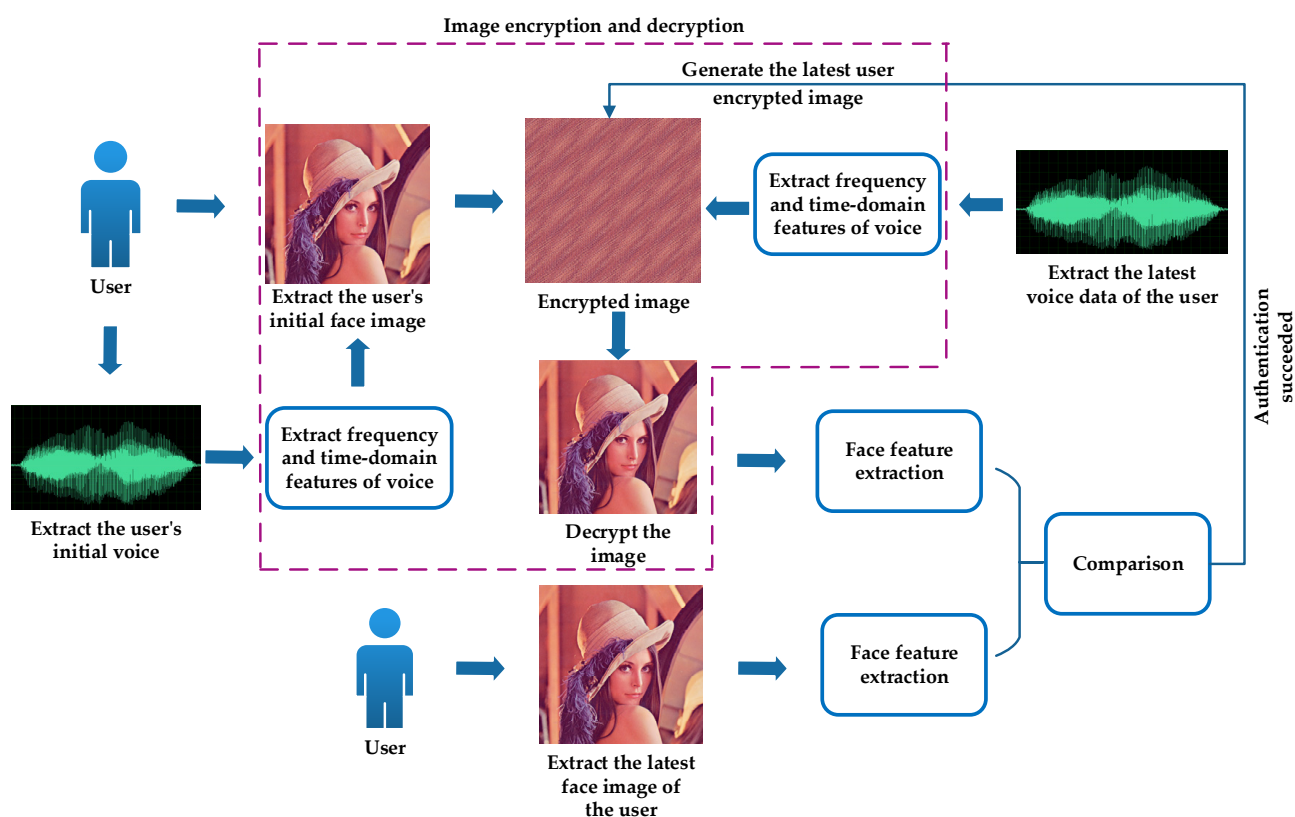 Image encryption and decryption
Generate the latest user
encrypted image
User
Extract the user's
initial face image
Encrypted image
Extract frequency
and time-domain
features of voice
Extract the latest
voice data of the user
Authentication
succeeded
Extract the user's
initial voice
Extract frequency
and time-domain
features of voice
Decrypt the
image
Face feature
extraction
Comparison
User
Extract the latest
face image of
the user
Face feature
extraction